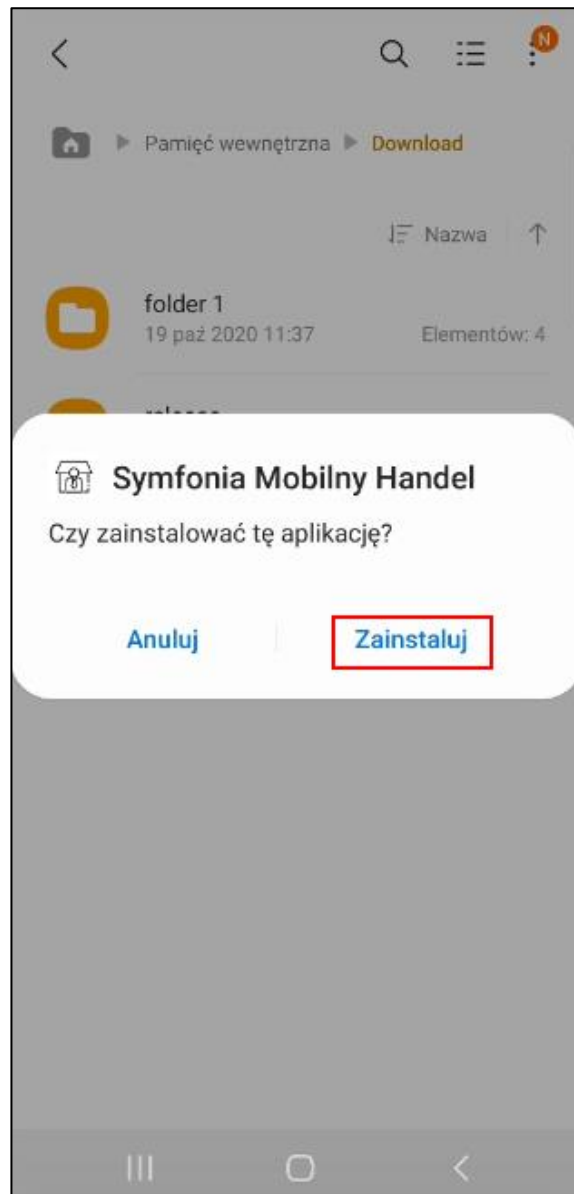 N
Pamięć wewnętrzna Download
Nazwa
folder 1
19 paź 2020 11:37 Elementów: 4
Symfonia Mobilny Handel
Czy zainstalować tę aplikację?
Anuluj Zainstaluj